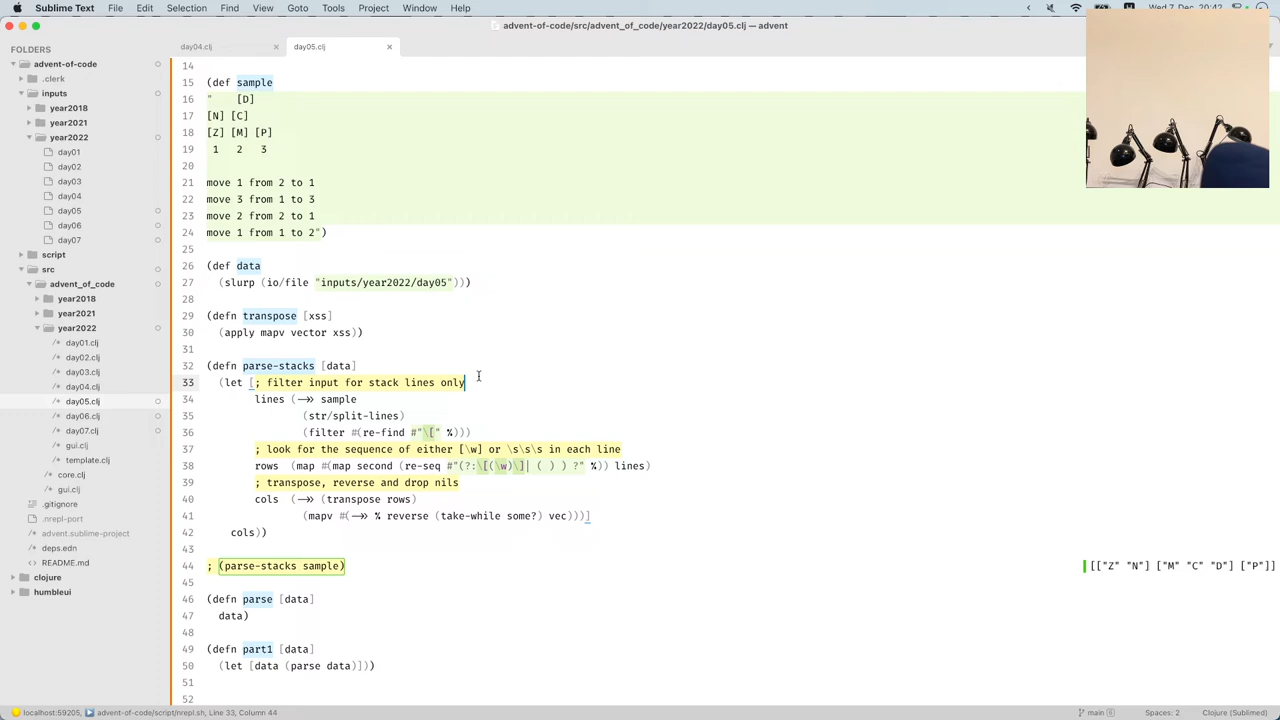 Sublime Text File Edit Selection Find View Goto Tools Project Window Help Wed 7. Dec 20:42
advent-of-code/src/advent_of_code/year2022/day05.clj — advent
FOLDERS
advent-of-code
.clerk
inputs
year2018
year2021
year2022
day01
day02
day03
day04
day05
day06
day07
script
src
advent_of_code
year2018
year2021
year2022
day01.clj
day02.clj
day03.clj
day04.clj
day05.clj
day06.clj
day07.clj
gui.clj
template.clj
core.clj
gui.clj
.gitignore
.nrepl-port
advent.sublime-project
deps.edn
README.md
clojure
humbleui
day04.clj day05.clj
14
15 (def sample
16 "    [D]
17 [N] [C]
18 [Z] [M] [P]
19  1   2   3
20
21 move 1 from 2 to 1
22 move 3 from 1 to 3
23 move 2 from 2 to 1
24 move 1 from 1 to 2")
25
26 (def data
27   (slurp (io/file "inputs/year2022/day05")))
28
29 (defn transpose [xss]
30   (apply mapv vector xss))
31
32 (defn parse-stacks [data]
33   (let [; filter input for stack lines only
34         lines (->> sample
35                 (str/split-lines)
36                 (filter #(re-find #"\[" %)))
37         ; look for the sequence of either [\w] or \s\s\s in each line
38         rows  (map #(map second (re-seq #"(?:\[(\w)\]| ( ) ) ?" %)) lines)
39         ; transpose, reverse and drop nils
40         cols  (->> (transpose rows)
41                 (mapv #(->> % reverse (take-while some?) vec)))]
42     cols))
43
44 ; (parse-stacks sample) [["Z" "N"] ["M" "C" "D"] ["P"]]
45
46 (defn parse [data]
47   data)
48
49 (defn part1 [data]
50   (let [data (parse data)]))
51
52
localhost:59205, advent-of-code/script/nrepl.sh, Line 33, Column 44 main 6 Spaces: 2 Clojure (Sublimed)